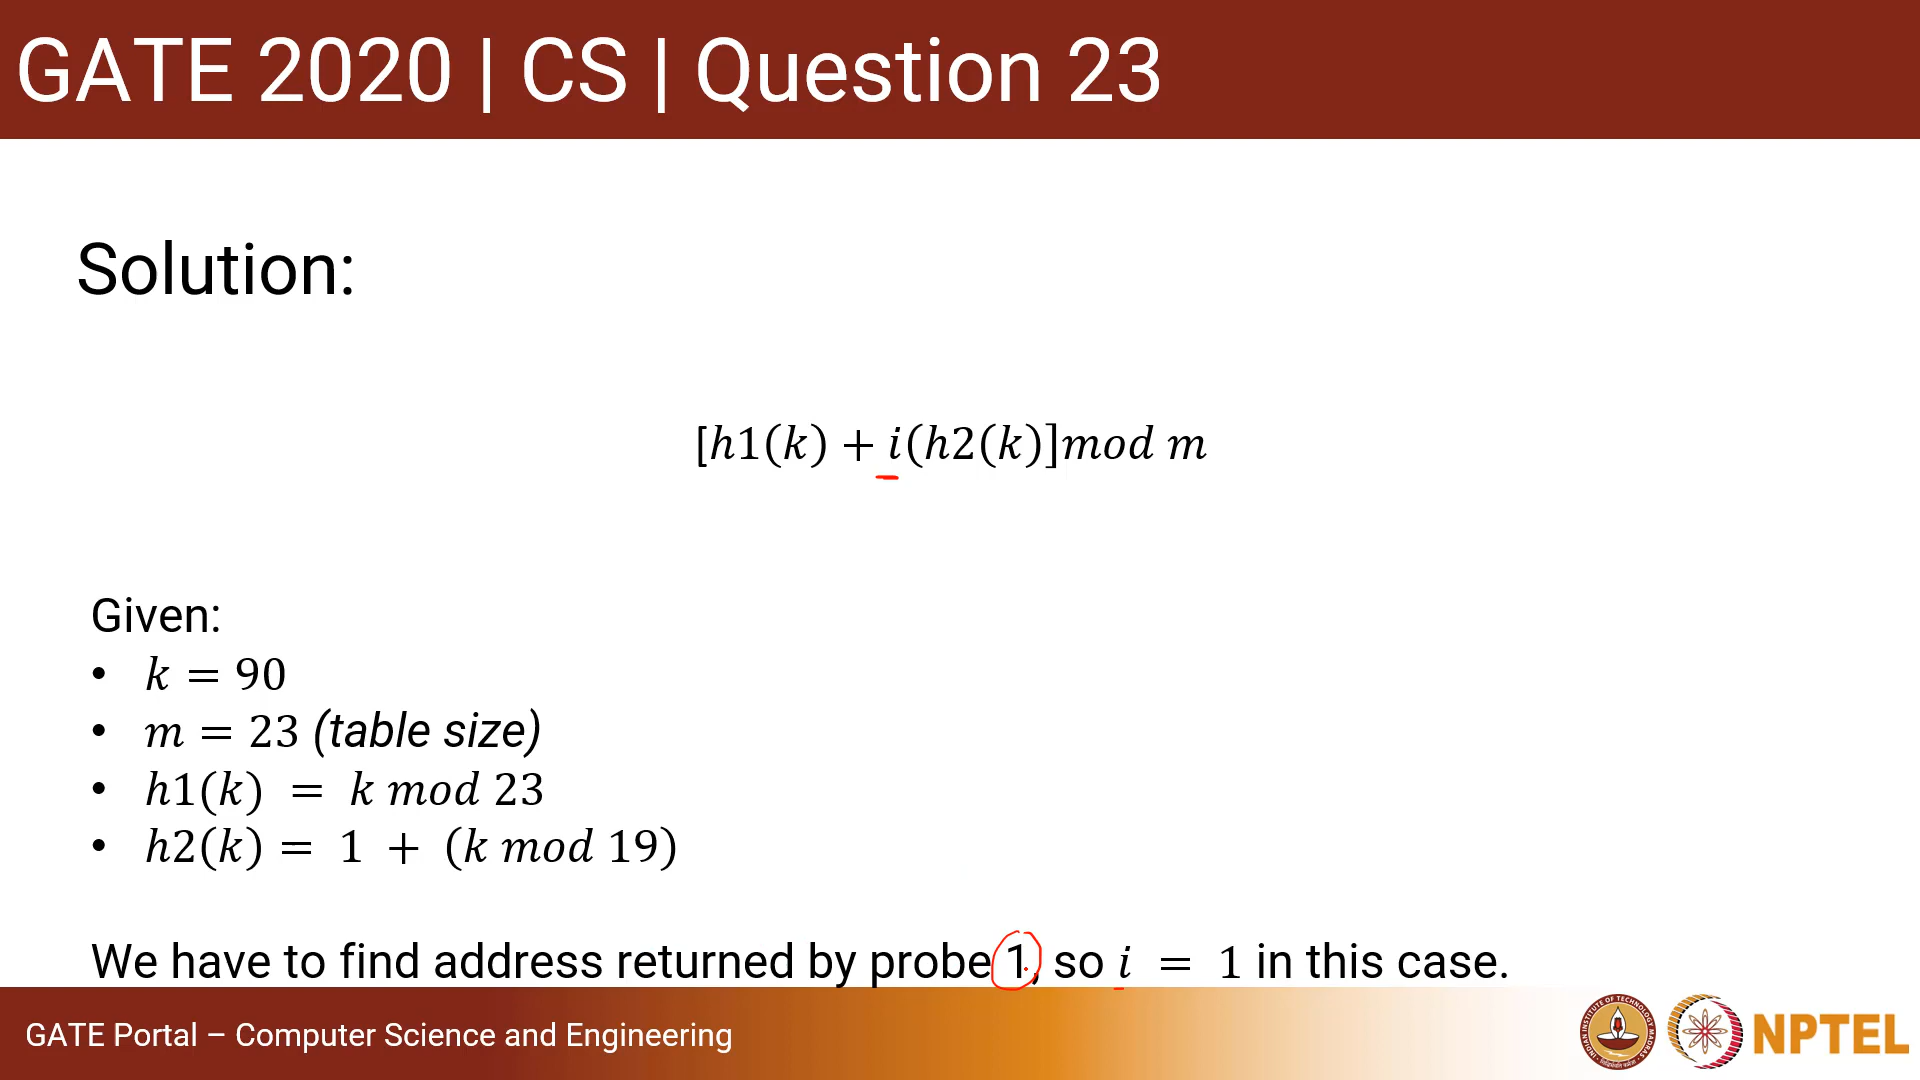 GATE 2020 | CS | Question 23
Solution:
[h1(k) + i(h2(k)]mod m
Given:
• k = 90
• m = 23 (table size)
• h1(k) = k mod 23
• h2(k) = 1 + (k mod 19)
We have to find address returned by probe 1, so i = 1 in this case.
GATE Portal – Computer Science and Engineering
NPTEL